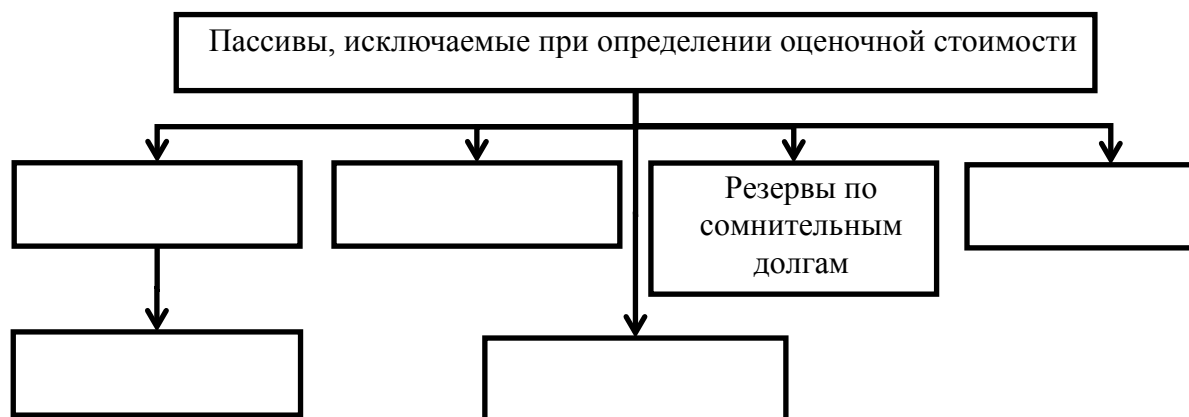 Пассивы, исключаемые при определении оценочной стоимости
Резервы по
сомнительным
долгам